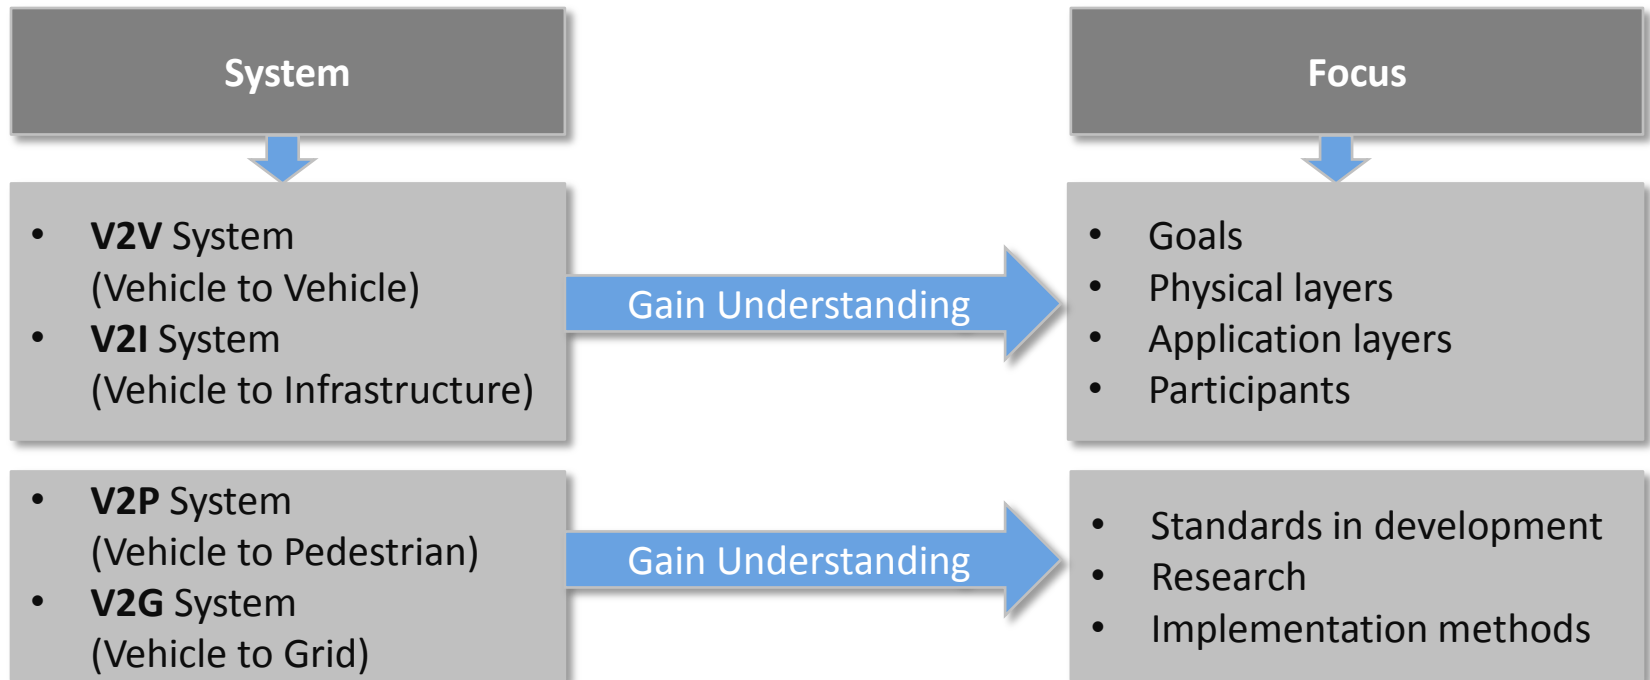 System
Focus
• V2V System
(Vehicle to Vehicle)
• V2I System
(Vehicle to Infrastructure)
Gain Understanding
• Goals
• Physical layers
• Application layers
• Participants
• V2P System
(Vehicle to Pedestrian)
• V2G System
(Vehicle to Grid)
Gain Understanding
• Standards in development
• Research
• Implementation methods